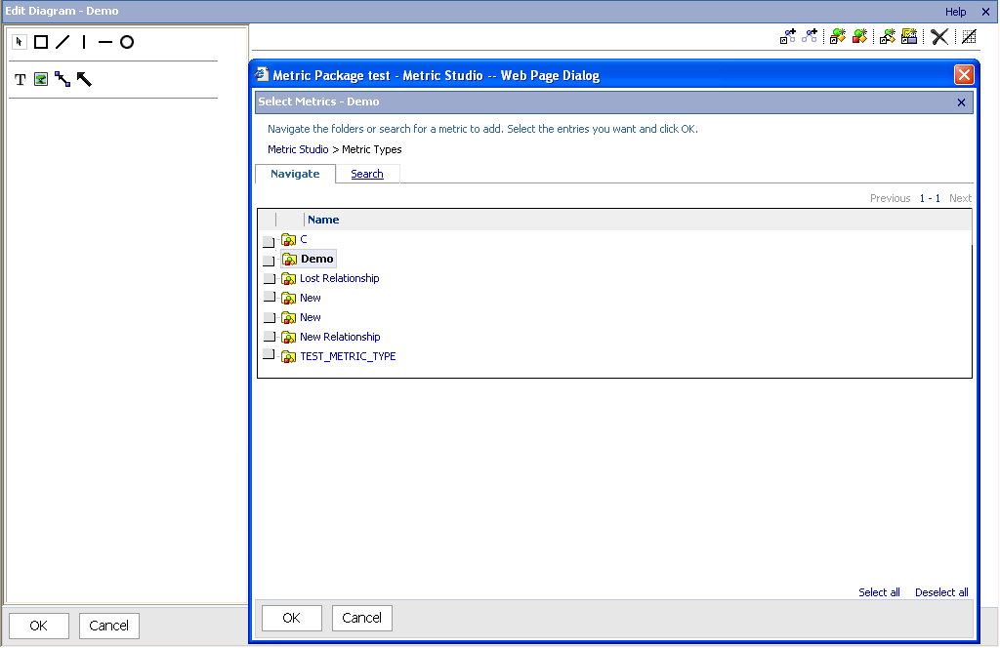 Edit Diagram - Demo
Help
T
Metric Package test - Metric Studio -- Web Page Dialog
Select Metrics - Demo
Navigate the folders or search for a metric to add. Select the entries you want and click OK.
Metric Studio > Metric Types
Navigate Search
Previous 1 - 1 Next
Name
C
Demo
Lost Relationship
New
New
New Relationship
TEST_METRIC_TYPE
Select all Deselect all
OK Cancel
OK Cancel